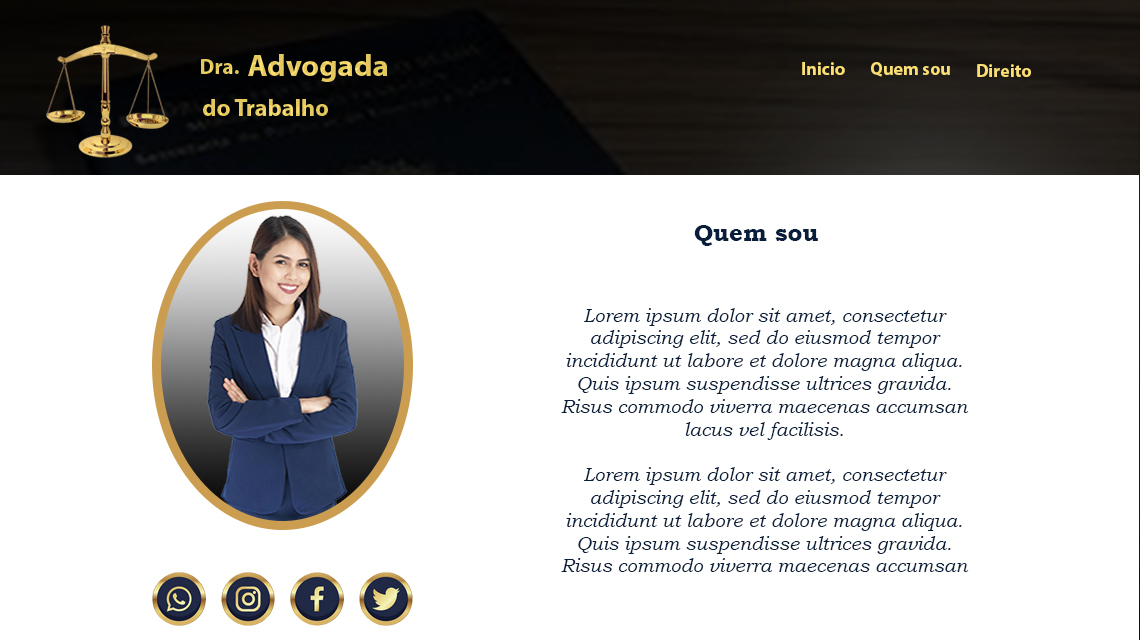 Dra. Advogada
do Trabalho
Inicio Quem sou Direito
Quem sou
Lorem ipsum dolor sit amet, consectetur
adipiscing elit, sed do eiusmod tempor
incididunt ut labore et dolore magna aliqua.
Quis ipsum suspendisse ultrices gravida.
Risus commodo viverra maecenas accumsan
lacus vel facilisis.
Lorem ipsum dolor sit amet, consectetur
adipiscing elit, sed do eiusmod tempor
incididunt ut labore et dolore magna aliqua.
Quis ipsum suspendisse ultrices gravida.
Risus commodo viverra maecenas accumsan